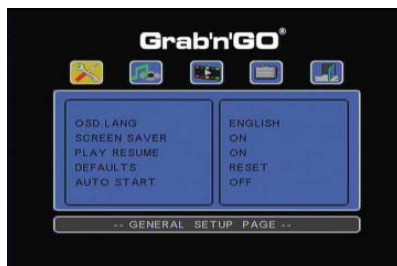 Grab'n'GO®
OSD LANG ENGLISH
SCREEN SAVER ON
PLAY RESUME ON
DEFAULTS RESET
AUTO START OFF
-- GENERAL SETUP PAGE --